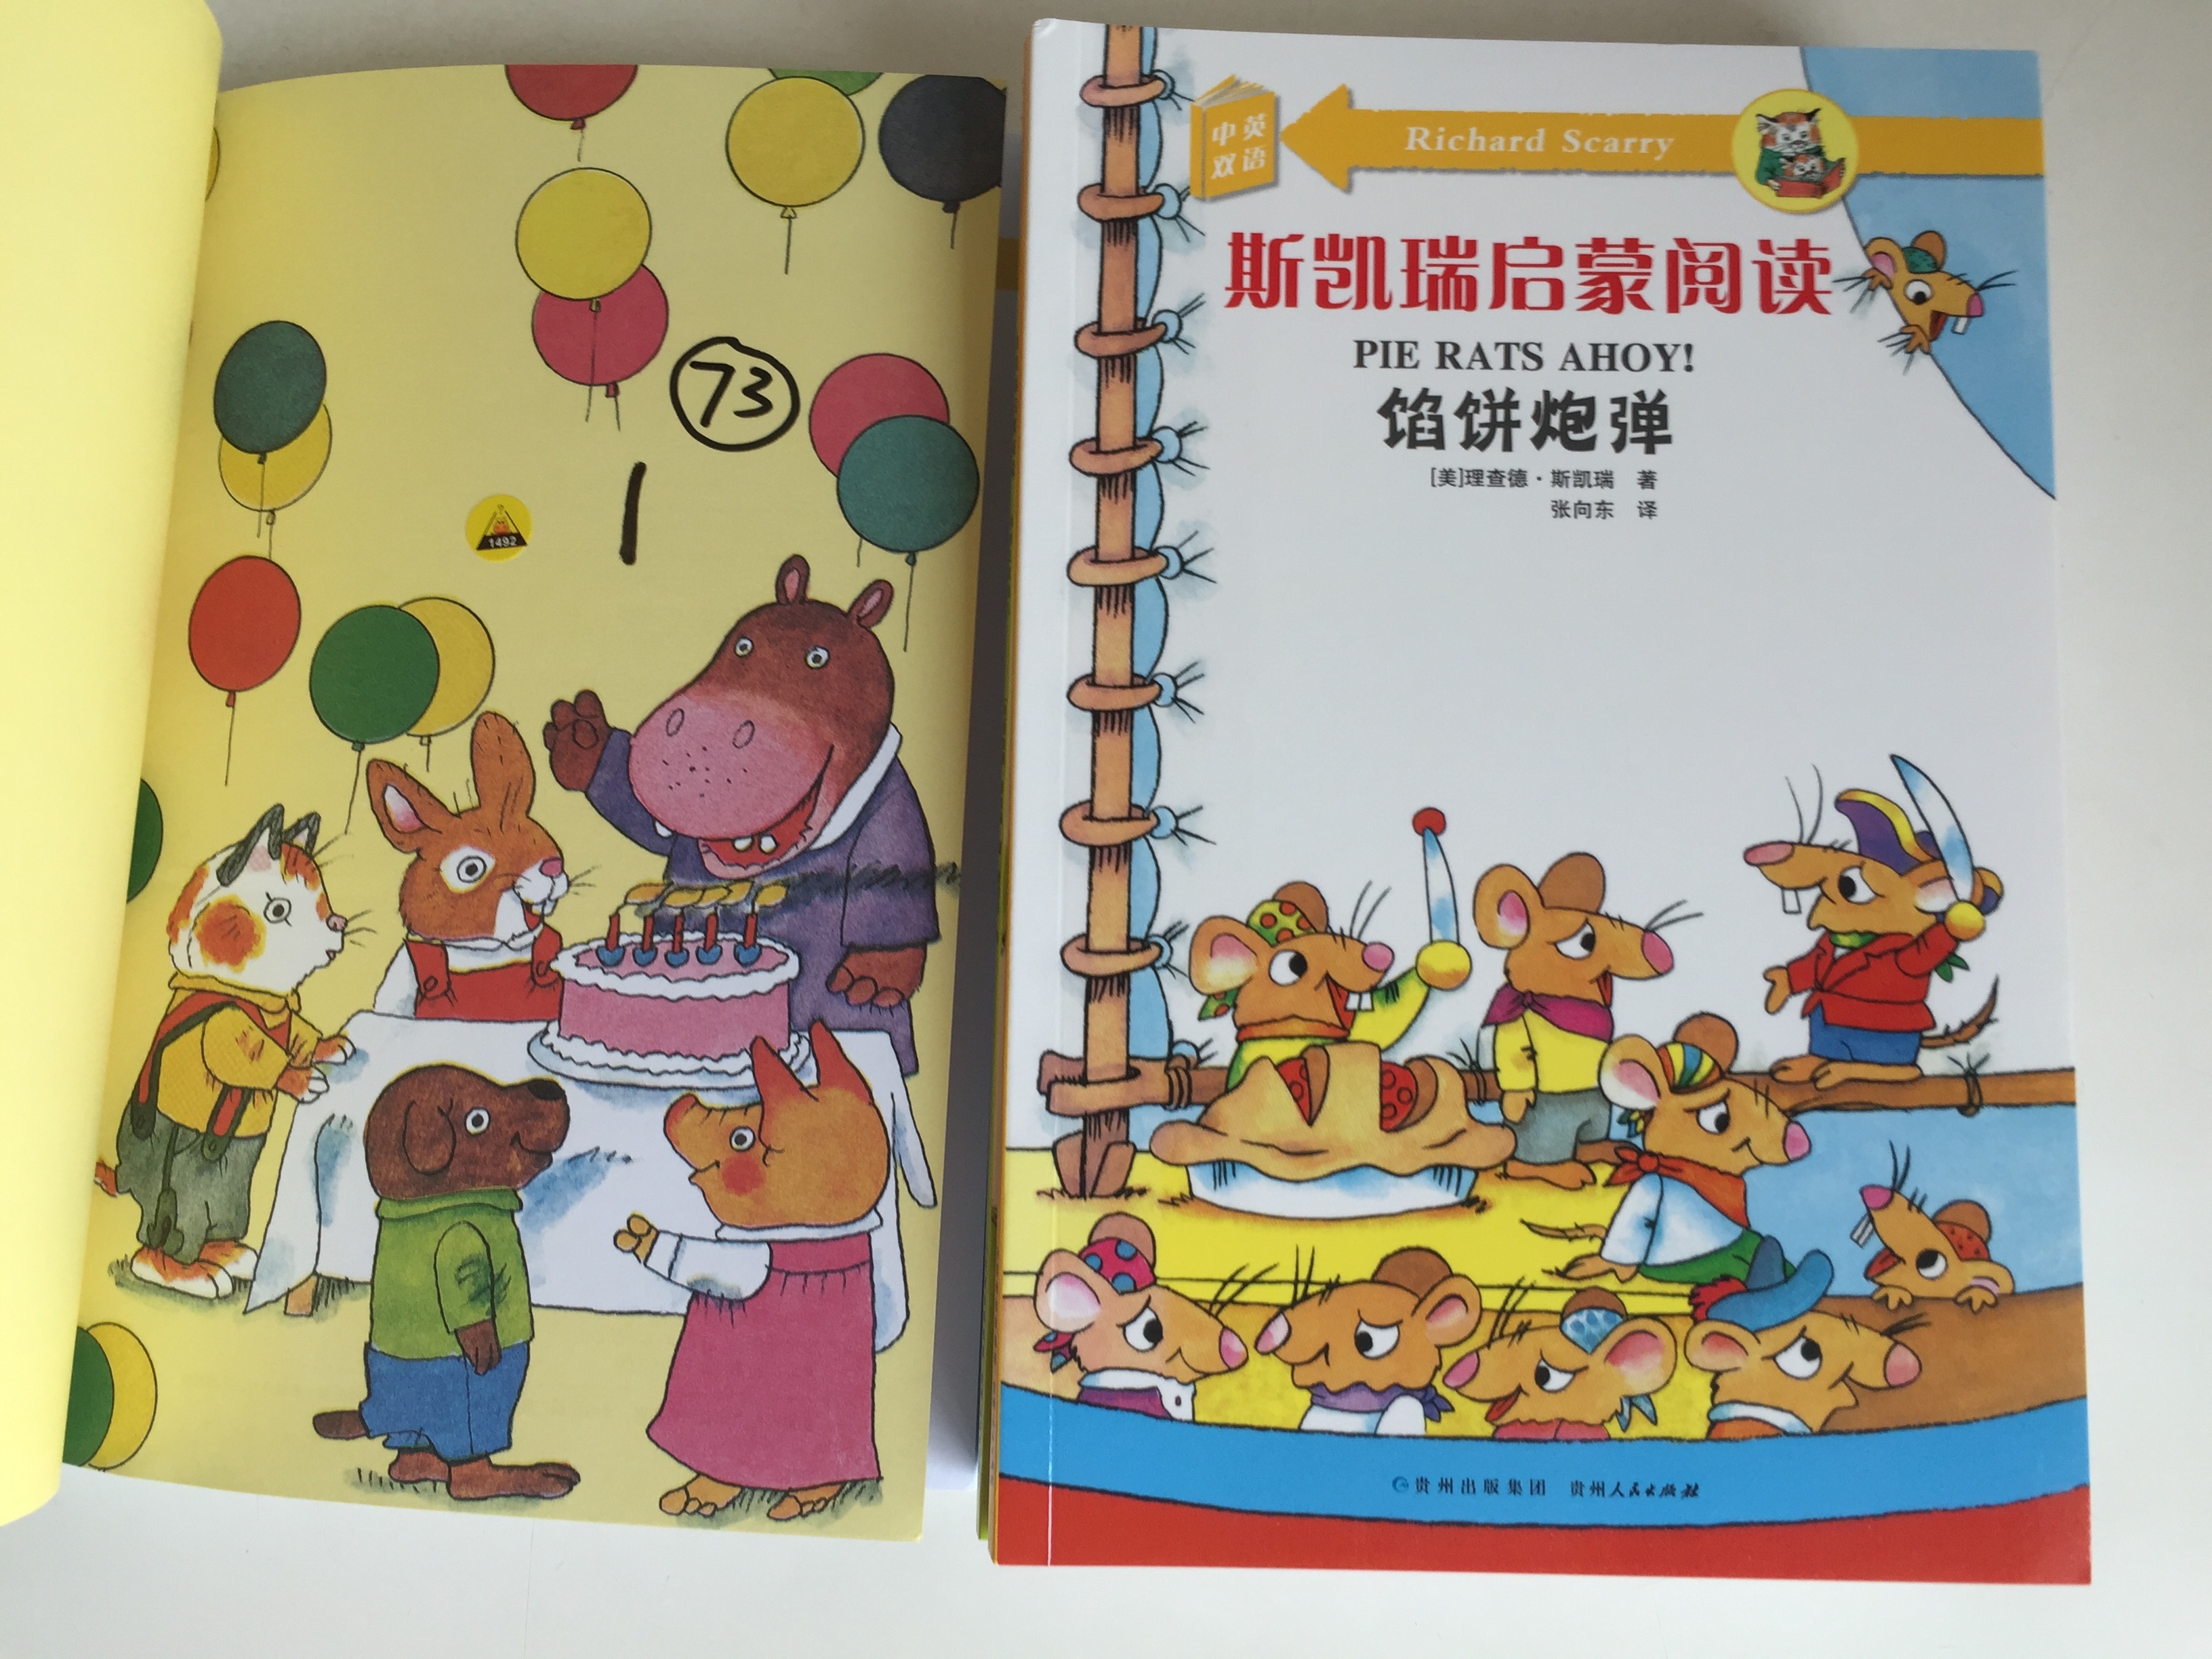 73
1
1492
中英
双语
Richard Scarry
斯凯瑞启蒙阅读
PIE RATS AHOY!
馅饼炮弹
[美]理查德·斯凯瑞 著
张向东 译
贵州出版集团 贵州人民出版社